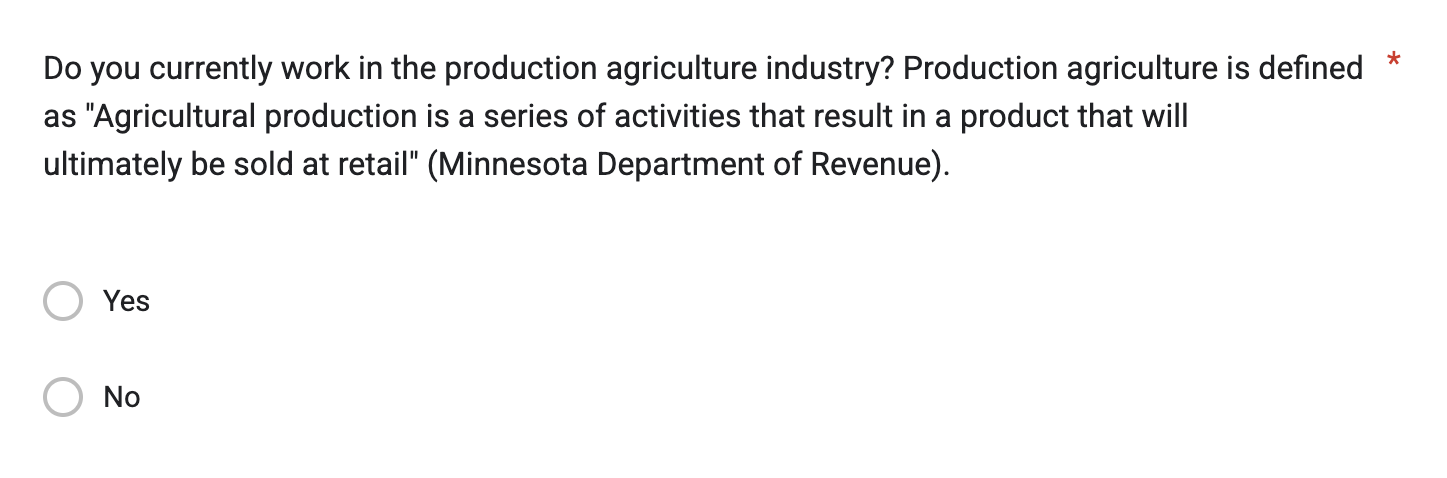 Do you currently work in the production agriculture industry? Production agriculture is defined *
as "Agricultural production is a series of activities that result in a product that will
ultimately be sold at retail" (Minnesota Department of Revenue).
Yes
No